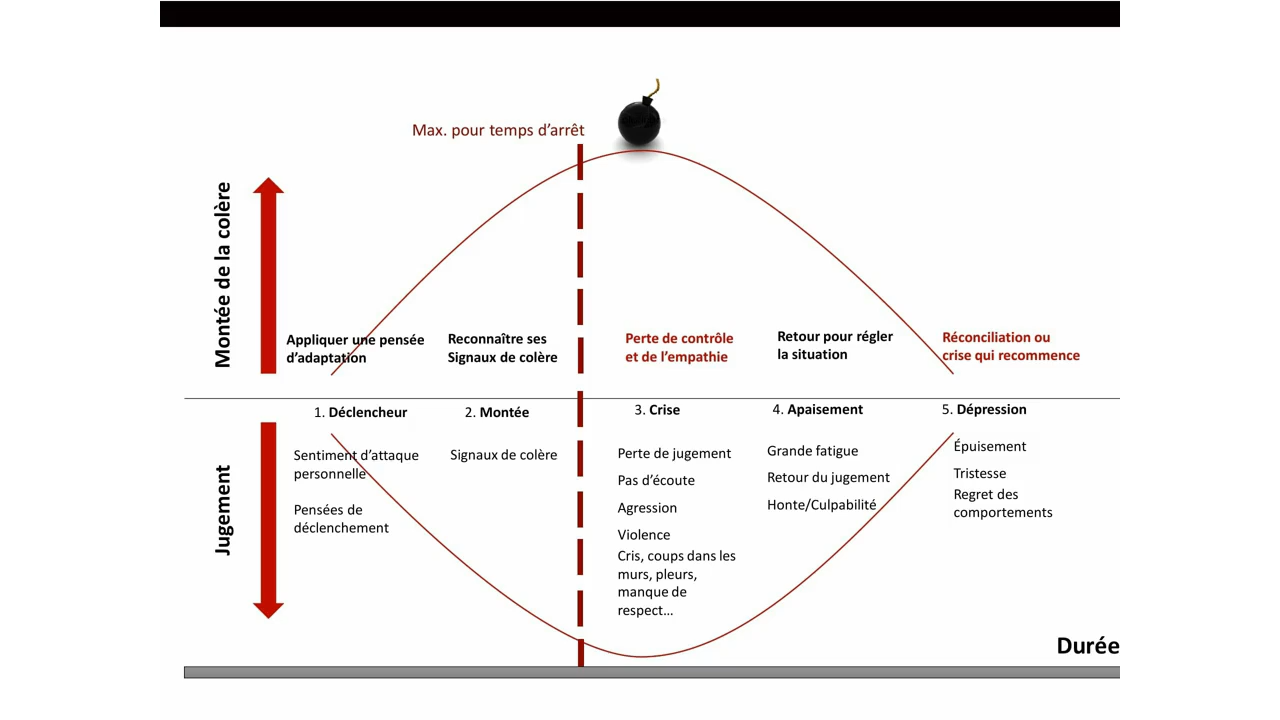 Max. pour temps d’arrêt
Montée de la colère
Appliquer une pensée
d’adaptation
Reconnaître ses
Signaux de colère
Perte de contrôle
et de l’empathie
Retour pour régler
la situation
Réconciliation ou
crise qui recommence
1. Déclencheur
2. Montée
3. Crise
4. Apaisement
5. Dépression
Jugement
Sentiment d’attaque
personnelle
Pensées de
déclenchement
Signaux de colère
Perte de jugement
Pas d’écoute
Agression
Violence
Cris, coups dans les
murs, pleurs,
manque de
respect…
Grande fatigue
Retour du jugement
Honte/Culpabilité
Épuisement
Tristesse
Regret des
comportements
Durée